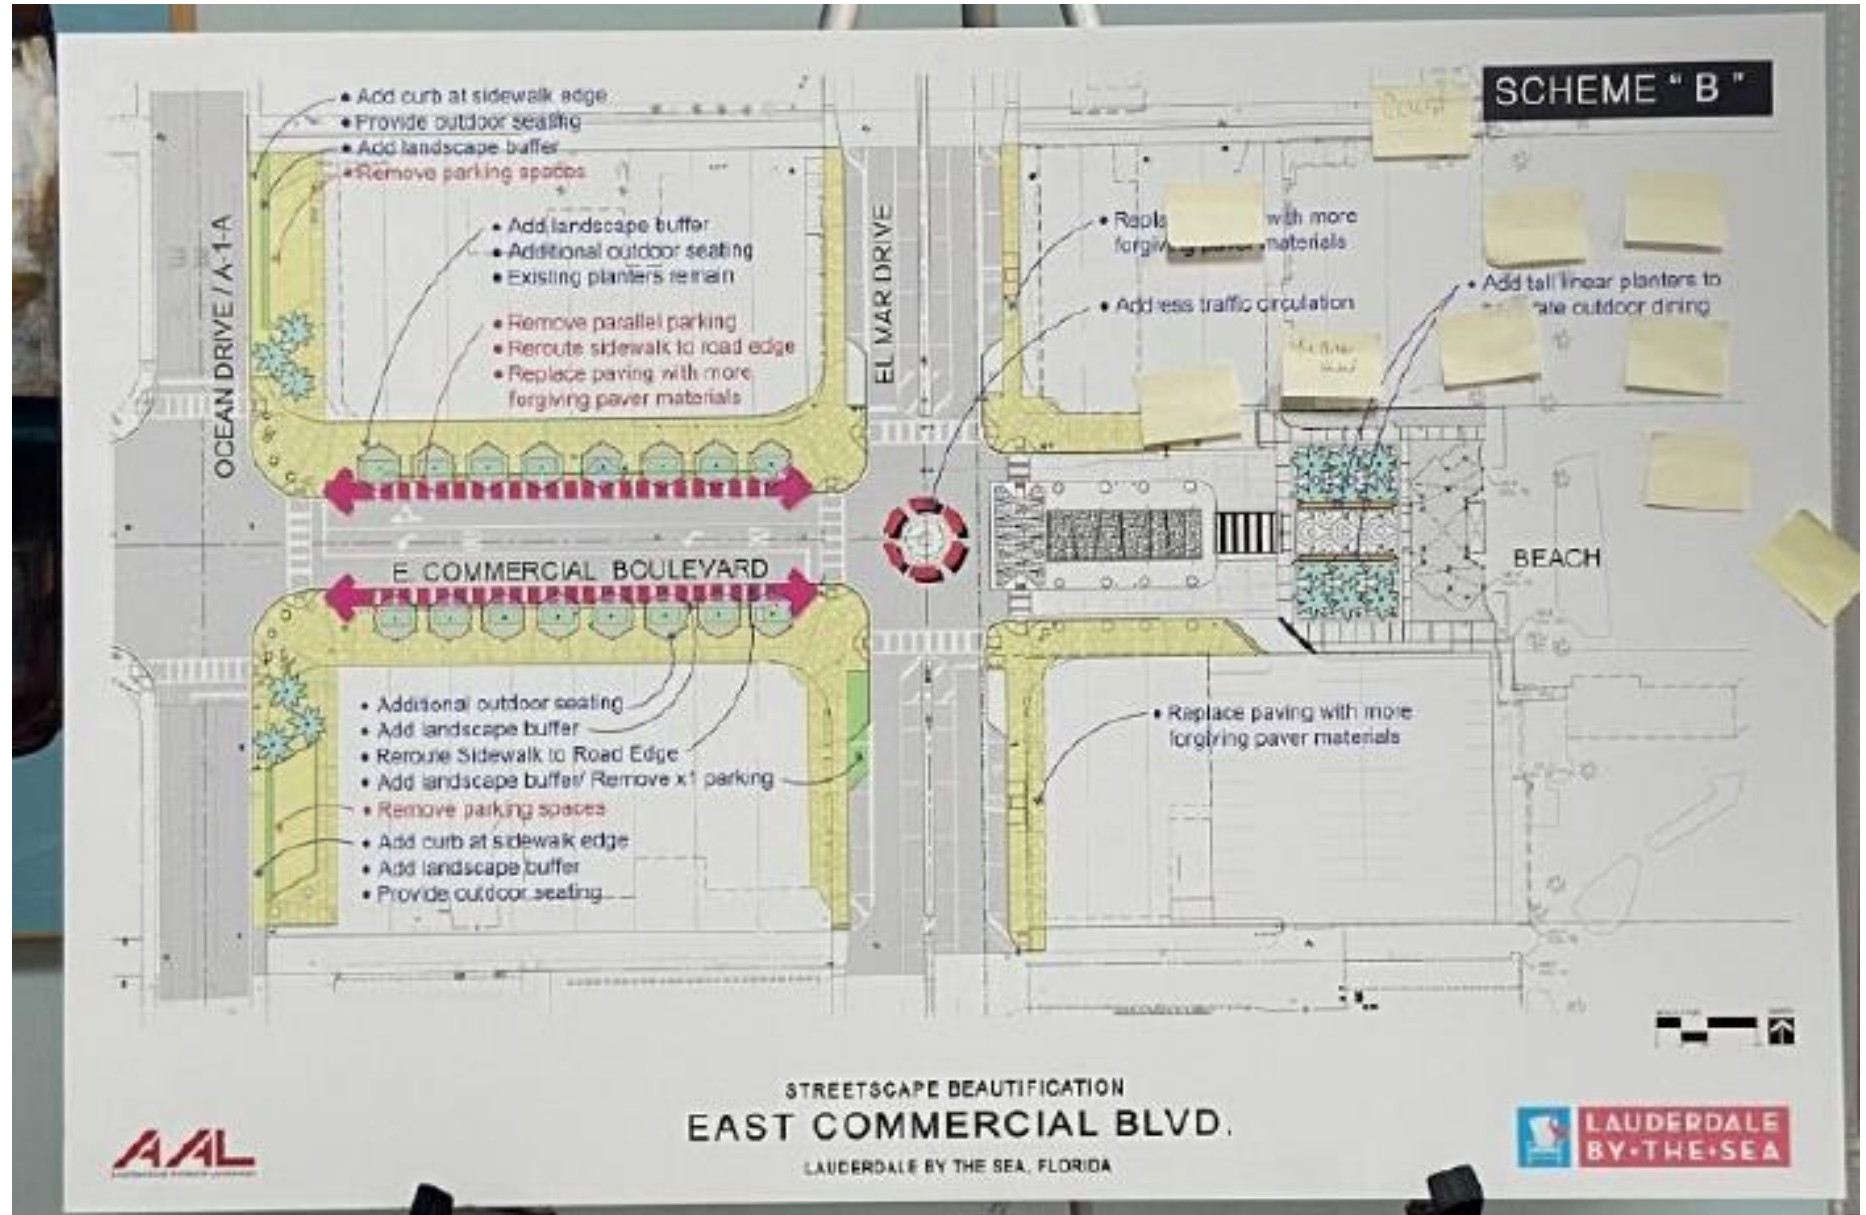 SCHEME "B"
• Add curb at sidewalk edge
• Provide outdoor seating
• Add landscape buffer
• Remove parking spaces
• Add landscape buffer
• Additional outdoor seating
• Existing planters remain
• Remove parallel parking
• Reroute sidewalk to road edge
• Replace paving with more
forgiving paver materials
OCEAN DRIVE / A-1-A
EL MAR DRIVE
• with more
materials
• Address traffic circulation
• Add tall linear planters to
outdoor dining
E. COMMERCIAL BOULEVARD
BEACH
• Additional outdoor seating
• Add landscape buffer
• Reroute Sidewalk to Road Edge
• Add landscape buffer/ Remove x1 parking
• Remove parking spaces
• Add curb at sidewalk edge
• Add landscape buffer
• Provide outdoor seating
• Replace paving with more
forgiving paver materials
STREETSCAPE BEAUTIFICATION
EAST COMMERCIAL BLVD.
LAUDERDALE BY THE SEA, FLORIDA
AAL
LAUDERDALE
BY•THE•SEA